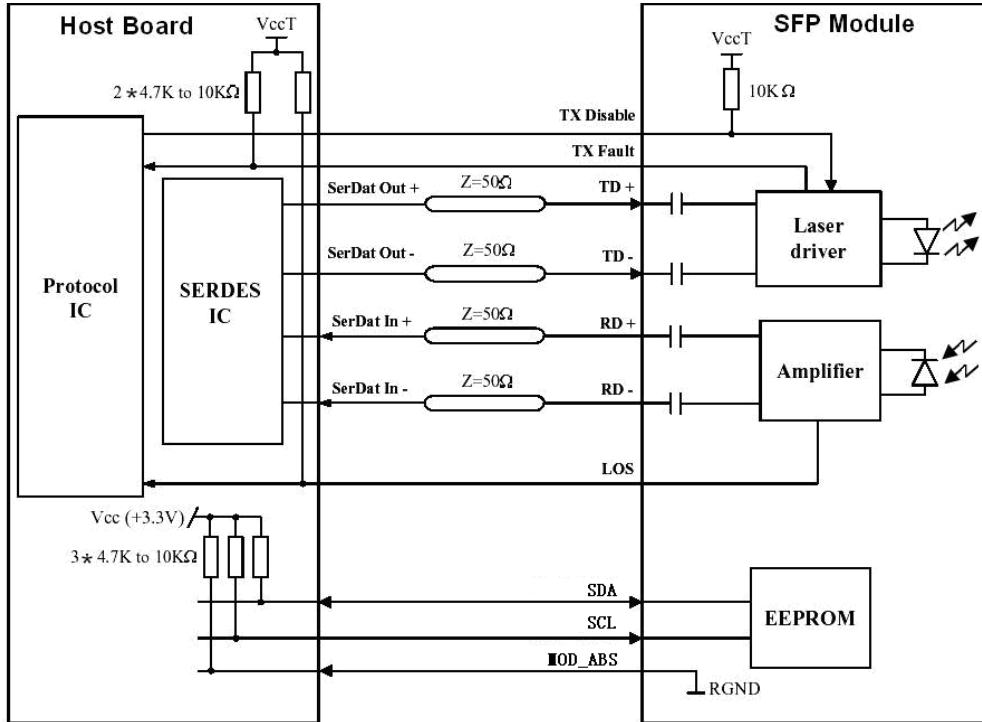 Host Board
SFP Module
VccT
VccT
2*4.7K to 10KΩ
10KΩ
TX Disable
TX Fault
SerDat Out +
Z=50Ω
TD +
Laser
driver
SerDat Out -
Z=50Ω
TD -
Protocol
IC
SERDES
IC
SerDat In +
Z=50Ω
RD +
Amplifier
SerDat In -
Z=50Ω
RD -
LOS
Vcc (+3.3V)
3* 4.7K to 10KΩ
SDA
EEPROM
SCL
MOD_ABS
RGND